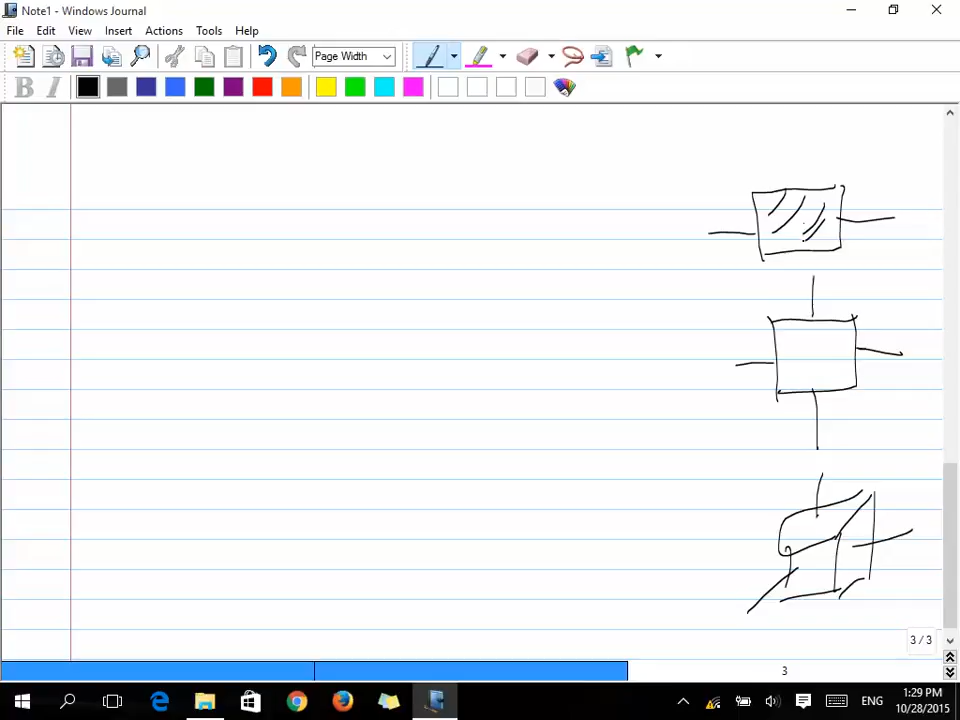 Note1 - Windows Journal
File Edit View Insert Actions Tools Help
Page Width
B I
3 / 3
3
ENG
1:29 PM
10/28/2015